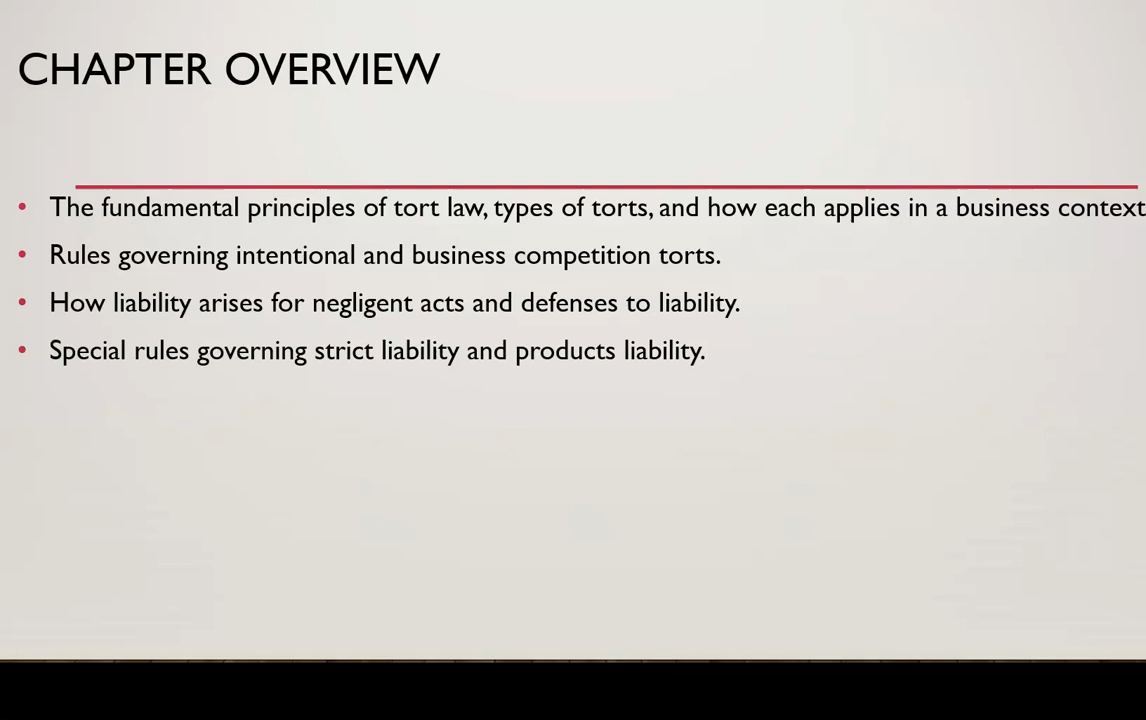 CHAPTER OVERVIEW
• The fundamental principles of tort law, types of torts, and how each applies in a business context
• Rules governing intentional and business competition torts.
• How liability arises for negligent acts and defenses to liability.
• Special rules governing strict liability and products liability.